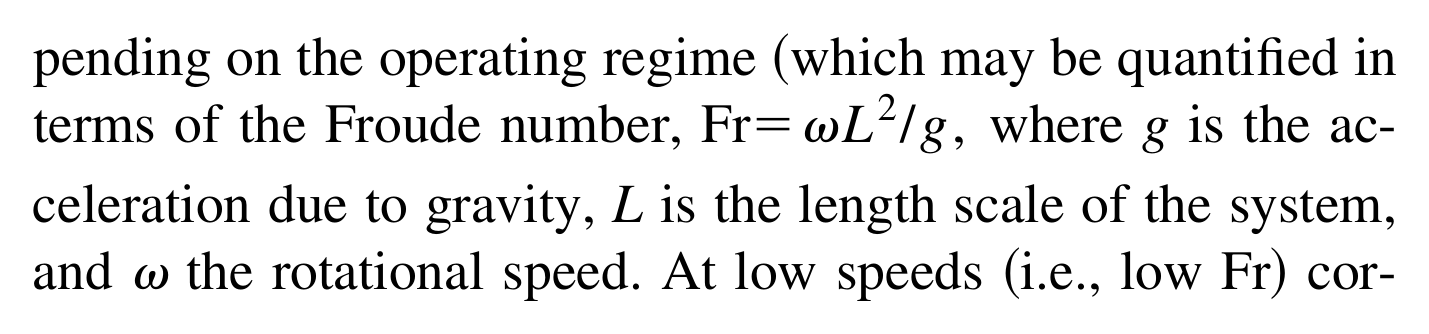 pending on the operating regime (which may be quantified in
terms of the Froude number, Fr= ωL²/g, where g is the ac-
celeration due to gravity, L is the length scale of the system,
and ω the rotational speed. At low speeds (i.e., low Fr) cor-